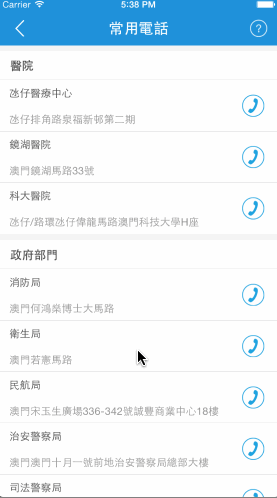 Carrier 5:38 PM
常用電話
?
醫院
氹仔醫療中心
氹仔排角路泉福新邨第二期
鏡湖醫院
澳門鏡湖馬路33號
科大醫院
氹仔/路環氹仔偉龍馬路澳門科技大學H座
政府部門
消防局
澳門何鴻燊博士大馬路
衛生局
澳門若憲馬路
民航局
澳門宋玉生廣場336-342號誠豐商業中心18樓
治安警察局
澳門澳門十月一號前地治安警察局總部大樓
司法警察局